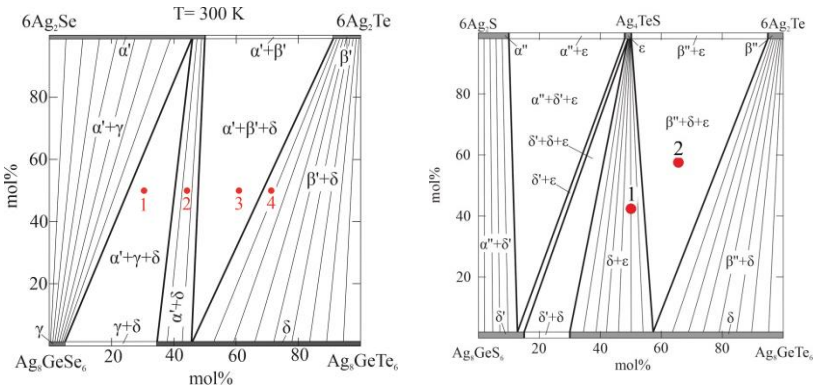 T= 300 K
6Ag₂Se
6Ag₂Te
α'
α'+β'
β'
80
α'+γ
α'+β'+δ
60
mol%
1
2
3
4
β'+δ
40
α'+γ+δ
20
α'+δ
γ
γ+δ
δ
Ag₈GeSe₆
20
40
60
80
Ag₈GeTe₆
mol%
6Ag₂S
Ag₄TeS
6Ag₂Te
α"
α"+ε
ε
β"+ε
β"
80
α"+δ'+ε
β"+δ+ε
60
δ'+δ+ε
2
mol%
δ'+ε
1
40
α"+δ'
δ+ε
β"+δ
20
δ'
δ'+δ
δ
Ag₈GeS₆
20
40
60
80
Ag₈GeTe₆
mol%